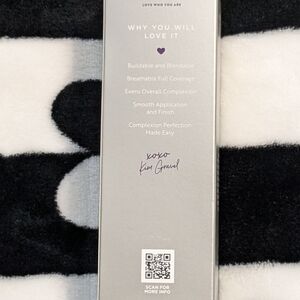 LOVE WHO YOU ARE
WHY YOU WILL
LOVE IT
Buildable and Blendable
Breathable Full Coverage
Evens Overall Complexion
Smooth Application
and Finish
Complexion Perfection
Made Easy
xoxo
Kim Gravel
SCAN FOR
MORE INFO